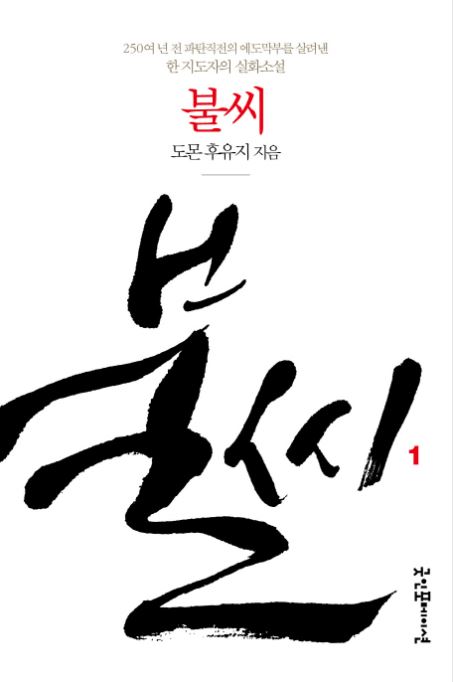 250여 년 전 파탄직전의 에도막부를 살려낸
한 지도자의 실화소설
불씨
도몬 후유지 지음
불씨
1
굿인포메이션